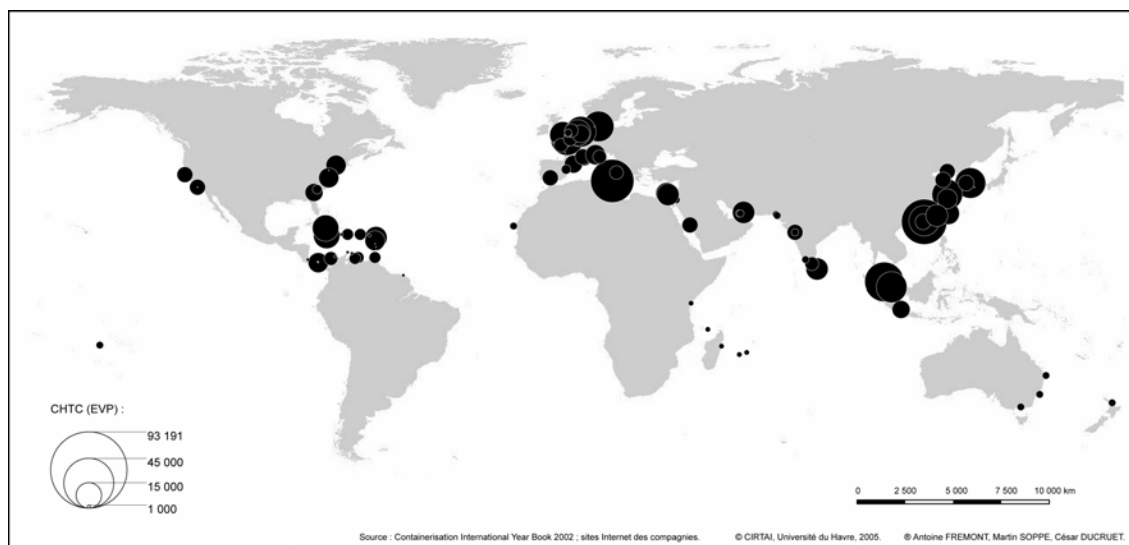 CHTC (EVP) :
93 191
45 000
15 000
1 000
0 2 500 5 000 7 500 10 000 km
Source : Containerisation International Year Book 2002 ; sites Internet des compagnies. © CIRTAI, Université du Havre, 2005. ® Antoine FREMONT, Martin SOPPE, César DUCRUET.